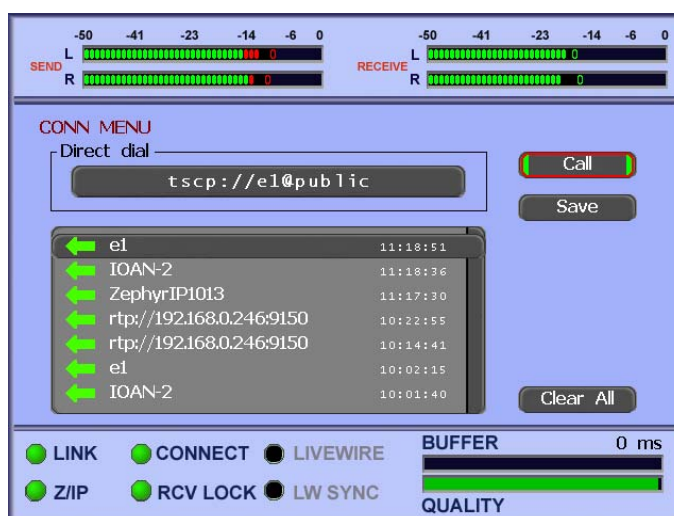 -50 -41 -23 -14 -6 0 -50 -41 -23 -14 -6 0
SEND L RECEIVE L
R R
CONN MENU
Direct dial
tscp://e1@public
Call
Save
e1 11:18:51
IOAN-2 11:18:36
ZephyrIP1013 11:17:30
rtp://192.168.0.246:9150 10:22:55
rtp://192.168.0.246:9150 10:14:41
e1 10:02:15
IOAN-2 10:01:40
Clear All
LINK CONNECT LIVEWIRE BUFFER 0 ms
Z/IP RCV LOCK LW SYNC QUALITY